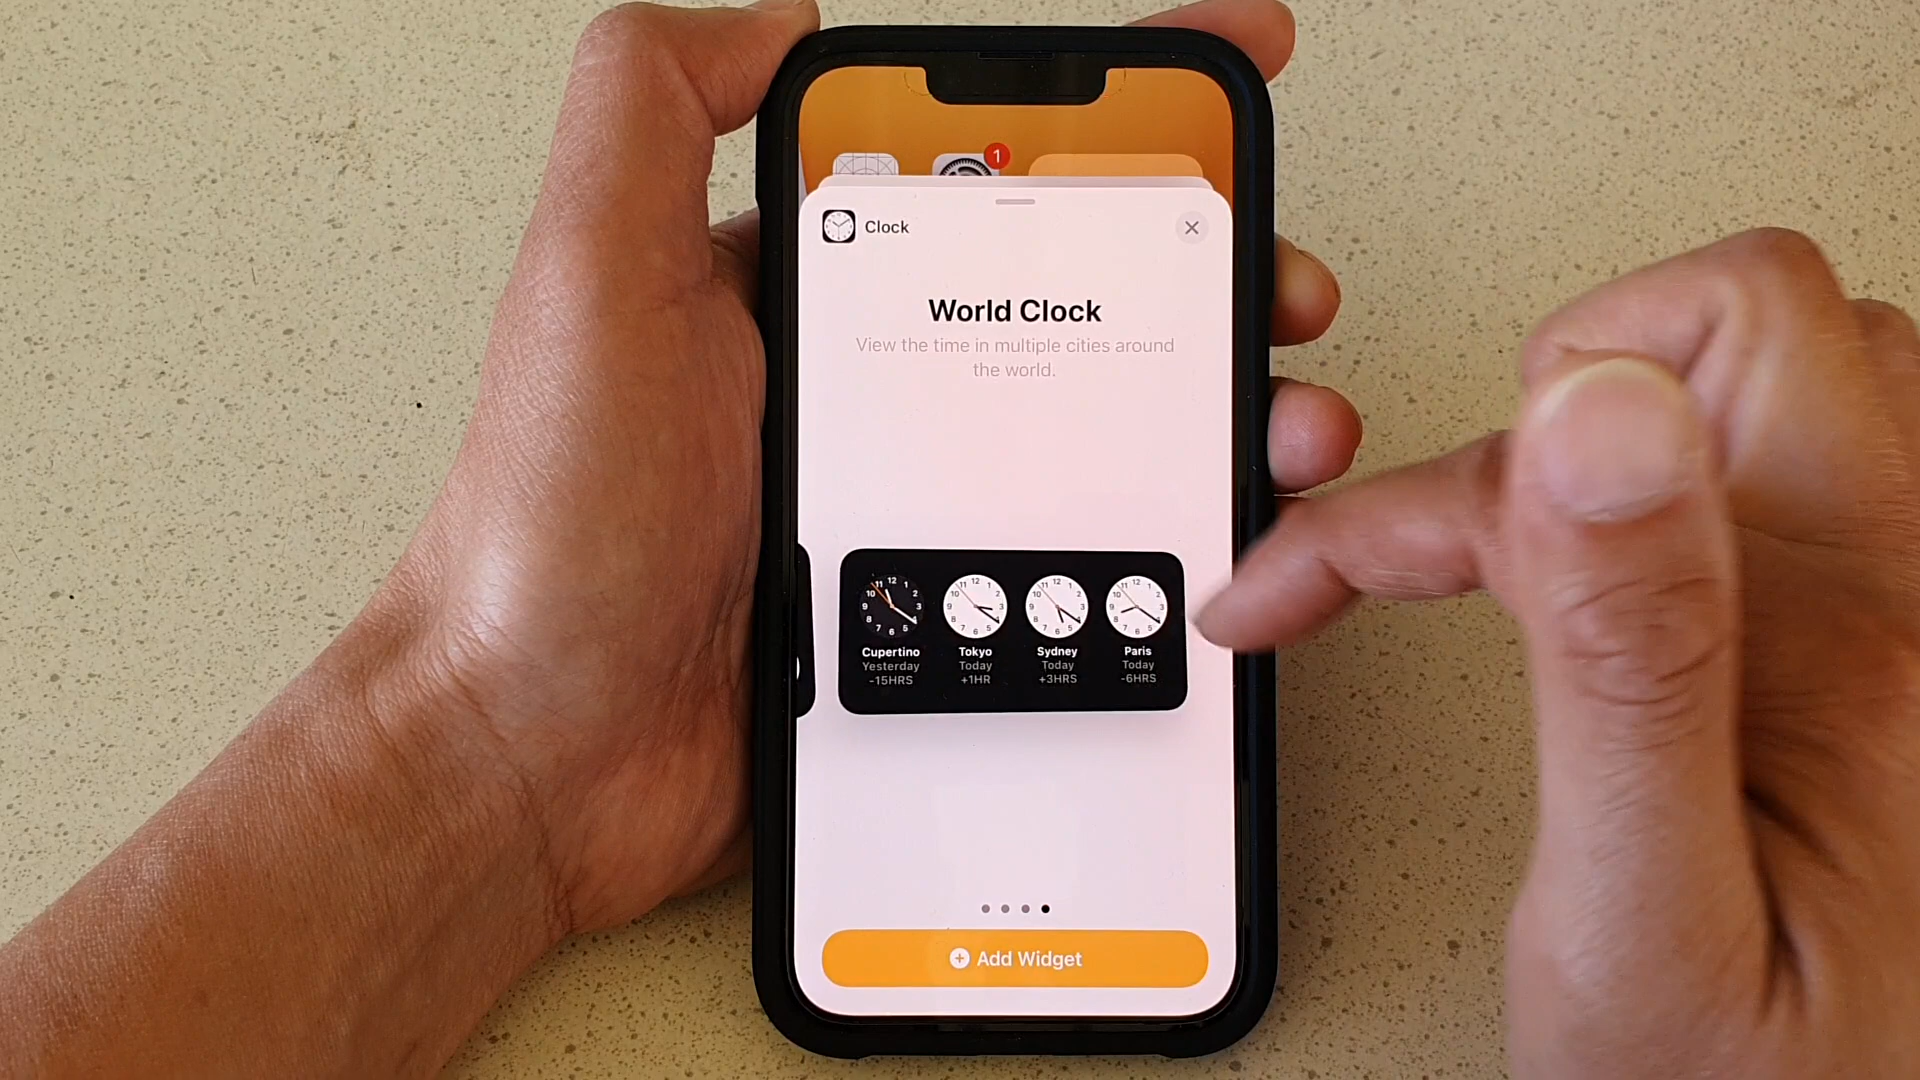 1
Clock
World Clock
View the time in multiple cities around
the world.
Cupertino Tokyo Sydney Paris
Yesterday Today Today Today
-15HRS +1HR +3HRS -6HRS
Add Widget